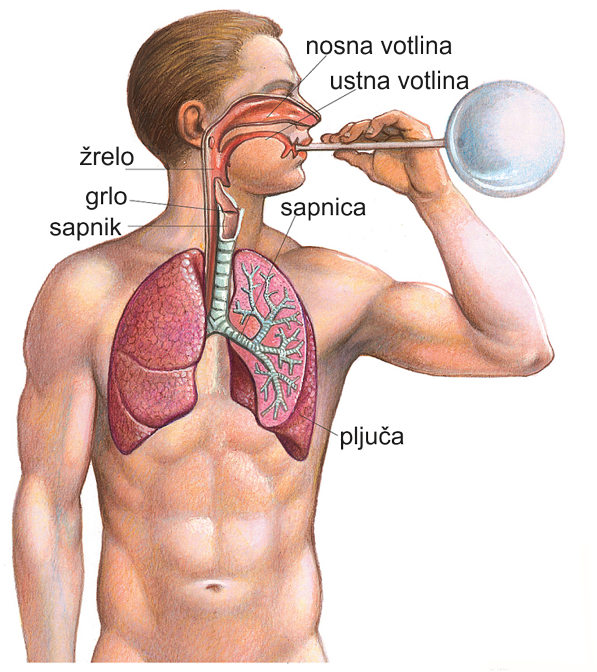 nosna votlina
ustna votlina
žrelo
grlo
sapnik
sapnica
pljuča